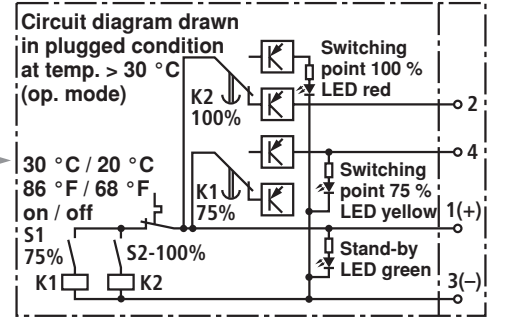 Circuit diagram drawn
in plugged condition
at temp. > 30 °C
(op. mode)
Switching
point 100 %
LED red
K2
100%
2
4
30 °C / 20 °C
86 °F / 68 °F
on / off
K1
75%
Switching
point 75 %
LED yellow
1(+)
S1
75%
S2-100%
Stand-by
LED green
K1
K2
3(–)